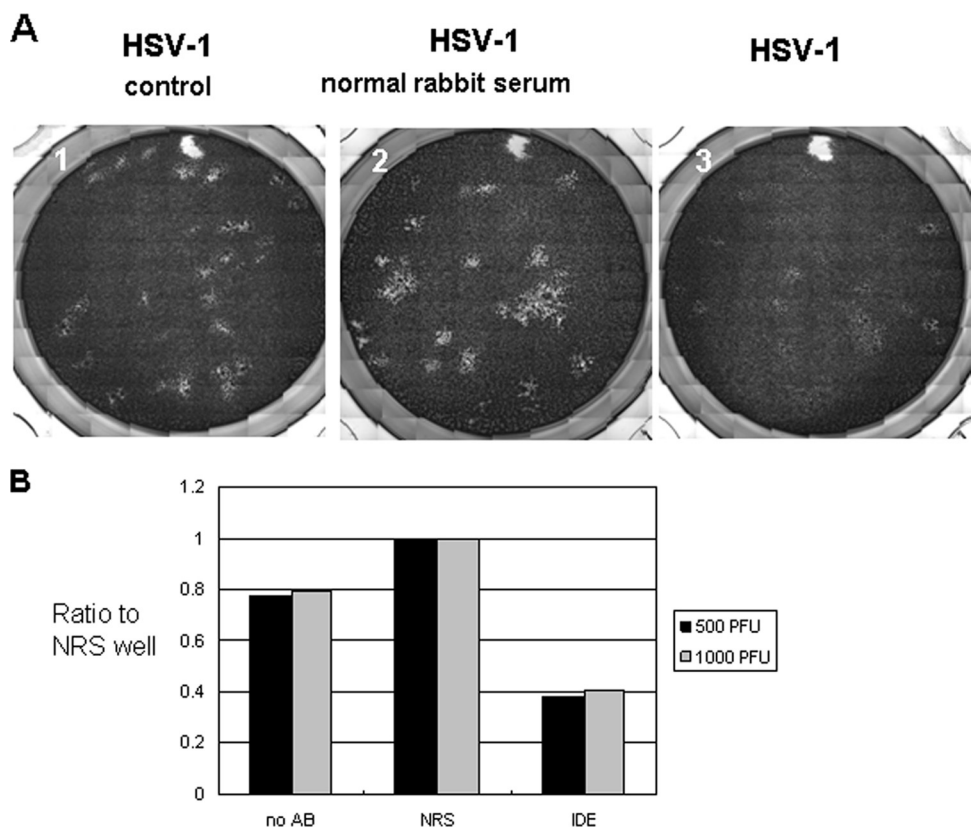 A
HSV-1
control
HSV-1
normal rabbit serum
HSV-1
1
2
3
B
1.2
1
0.8
0.6
0.4
0.2
0
Ratio to
NRS well
no AB
NRS
IDE
500 PFU
1000 PFU